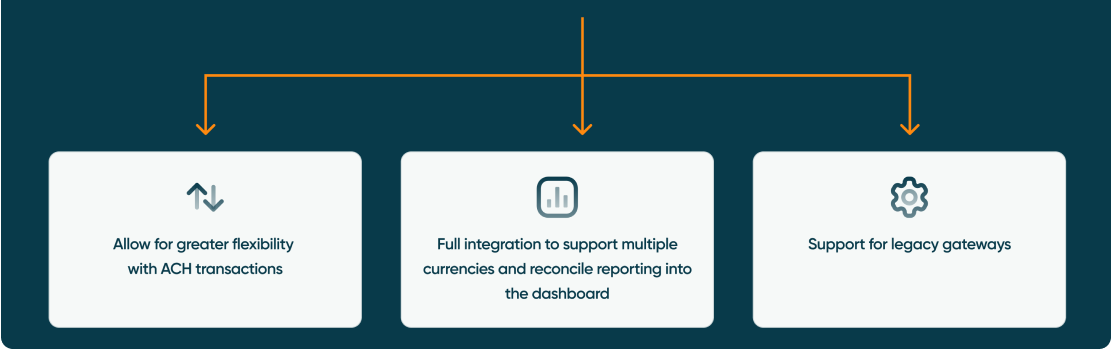 Allow for greater flexibility
with ACH transactions
Full integration to support multiple
currencies and reconcile reporting into
the dashboard
Support for legacy gateways